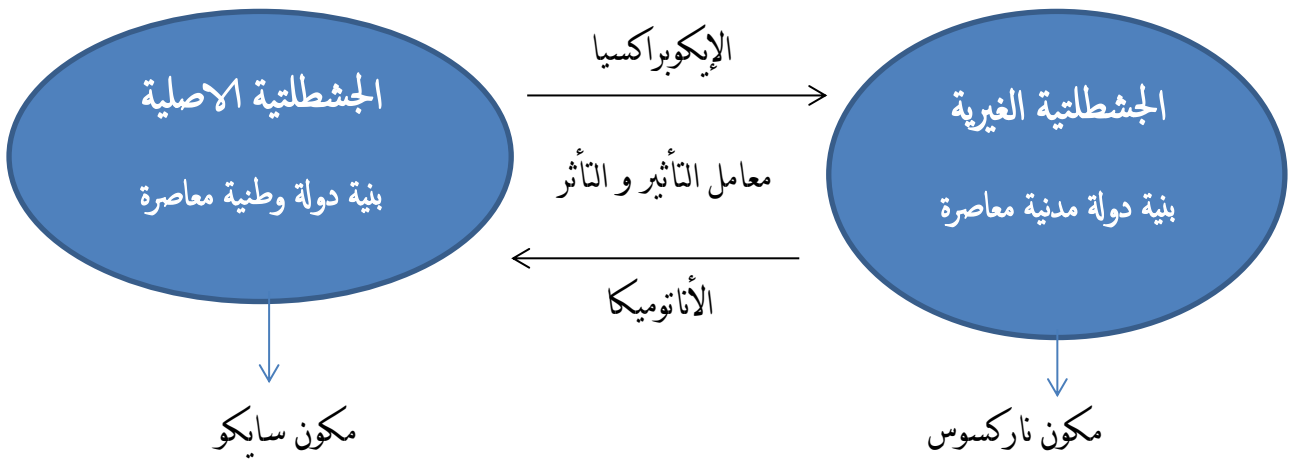 الجشطلتية الغيرية
بنية دولة مدنية معاصرة
الإيكوبراكسيا
معامل التأثير و التأثر
الأناتوميكا
الجشطلتية الاصلية
بنية دولة وطنية معاصرة
مكون ناركسوس
مكون سايكو